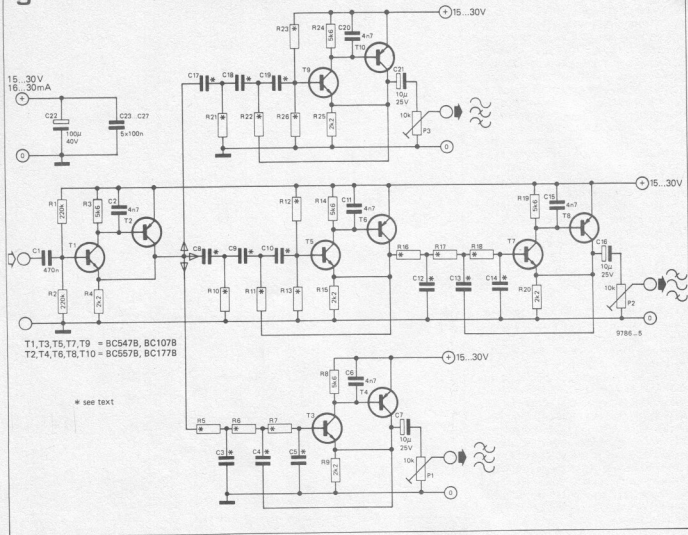 15...30V
R23
*
R24
5k6
C20
4n7
T10
C17
*
C18
*
C19
*
T9
C21
10µ
25V
15...30V
16...30mA
C22
100µ
40V
C23...C27
5x100n
R21
*
R22
*
R26
*
R25
2k2
10k
P3
0
0
15...30V
R1
220k
R3
5k6
C2
4n7
T2
R12
*
R14
5k6
C11
4n7
T6
R19
5k6
C15
4n7
T8
C1
470n
T1
C8
*
C9
*
C10
*
T5
R16
*
R17
*
R18
*
T7
C16
10µ
25V
R2
220k
R4
2k2
R10
*
R11
*
R13
*
R15
2k2
C12
*
C13
*
C14
*
R20
2k2
10k
P2
0
9786...5
T1,T3,T5,T7,T9 = BC547B, BC107B
T2,T4,T6,T8,T10 = BC557B, BC177B
15...30V
* see text
R8
5k6
C6
4n7
T4
R5
*
R6
*
R7
*
T3
C7
10µ
25V
C3
*
C4
*
C5
*
R9
2k2
10k
P1
0